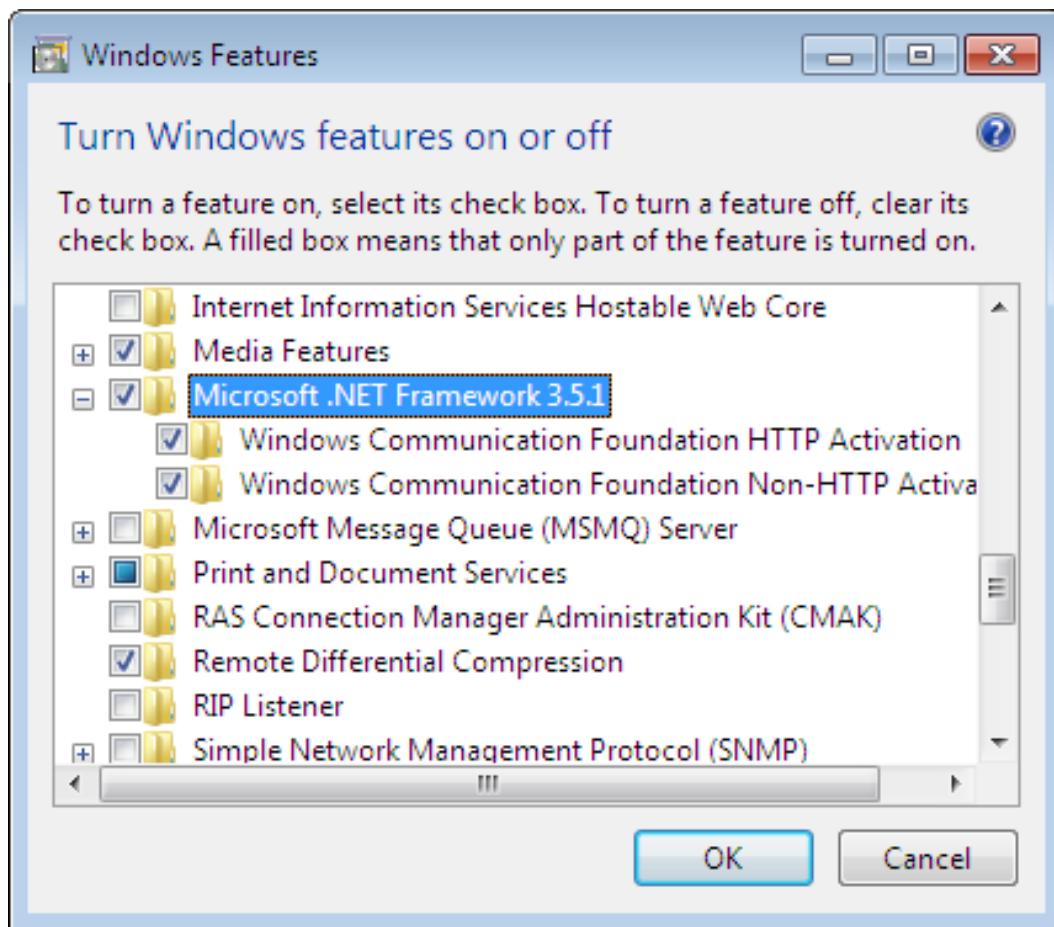 Windows Features
Turn Windows features on or off
To turn a feature on, select its check box. To turn a feature off, clear its
check box. A filled box means that only part of the feature is turned on.
Internet Information Services Hostable Web Core
Media Features
Microsoft .NET Framework 3.5.1
Windows Communication Foundation HTTP Activation
Windows Communication Foundation Non-HTTP Activa
Microsoft Message Queue (MSMQ) Server
Print and Document Services
RAS Connection Manager Administration Kit (CMAK)
Remote Differential Compression
RIP Listener
Simple Network Management Protocol (SNMP)
OK Cancel